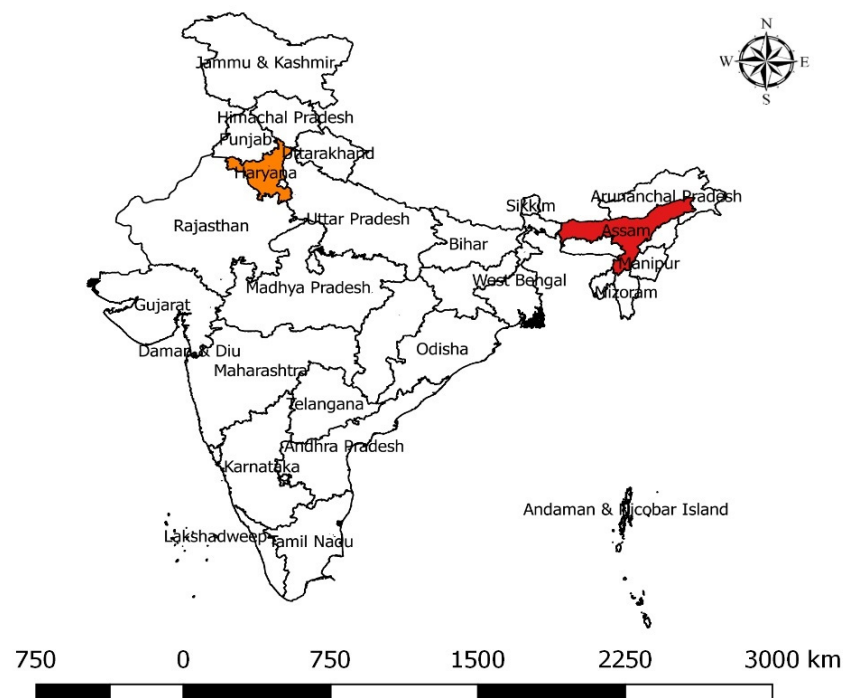 N
W E
S
Jammu & Kashmir
Himachal Pradesh
Punjab
Uttarakhand
Haryana
Sikkim
Arunanchal Pradesh
Rajasthan
Uttar Pradesh
Assam
Bihar
Manipur
West Bengal
Madhya Pradesh
Mizoram
Gujarat
Daman & Diu
Odisha
Maharashtra
Telangana
Andhra Pradesh
Karnataka
Andaman & Nicobar Island
Lakshadweep
Tamil Nadu
750 0 750 1500 2250 3000 km